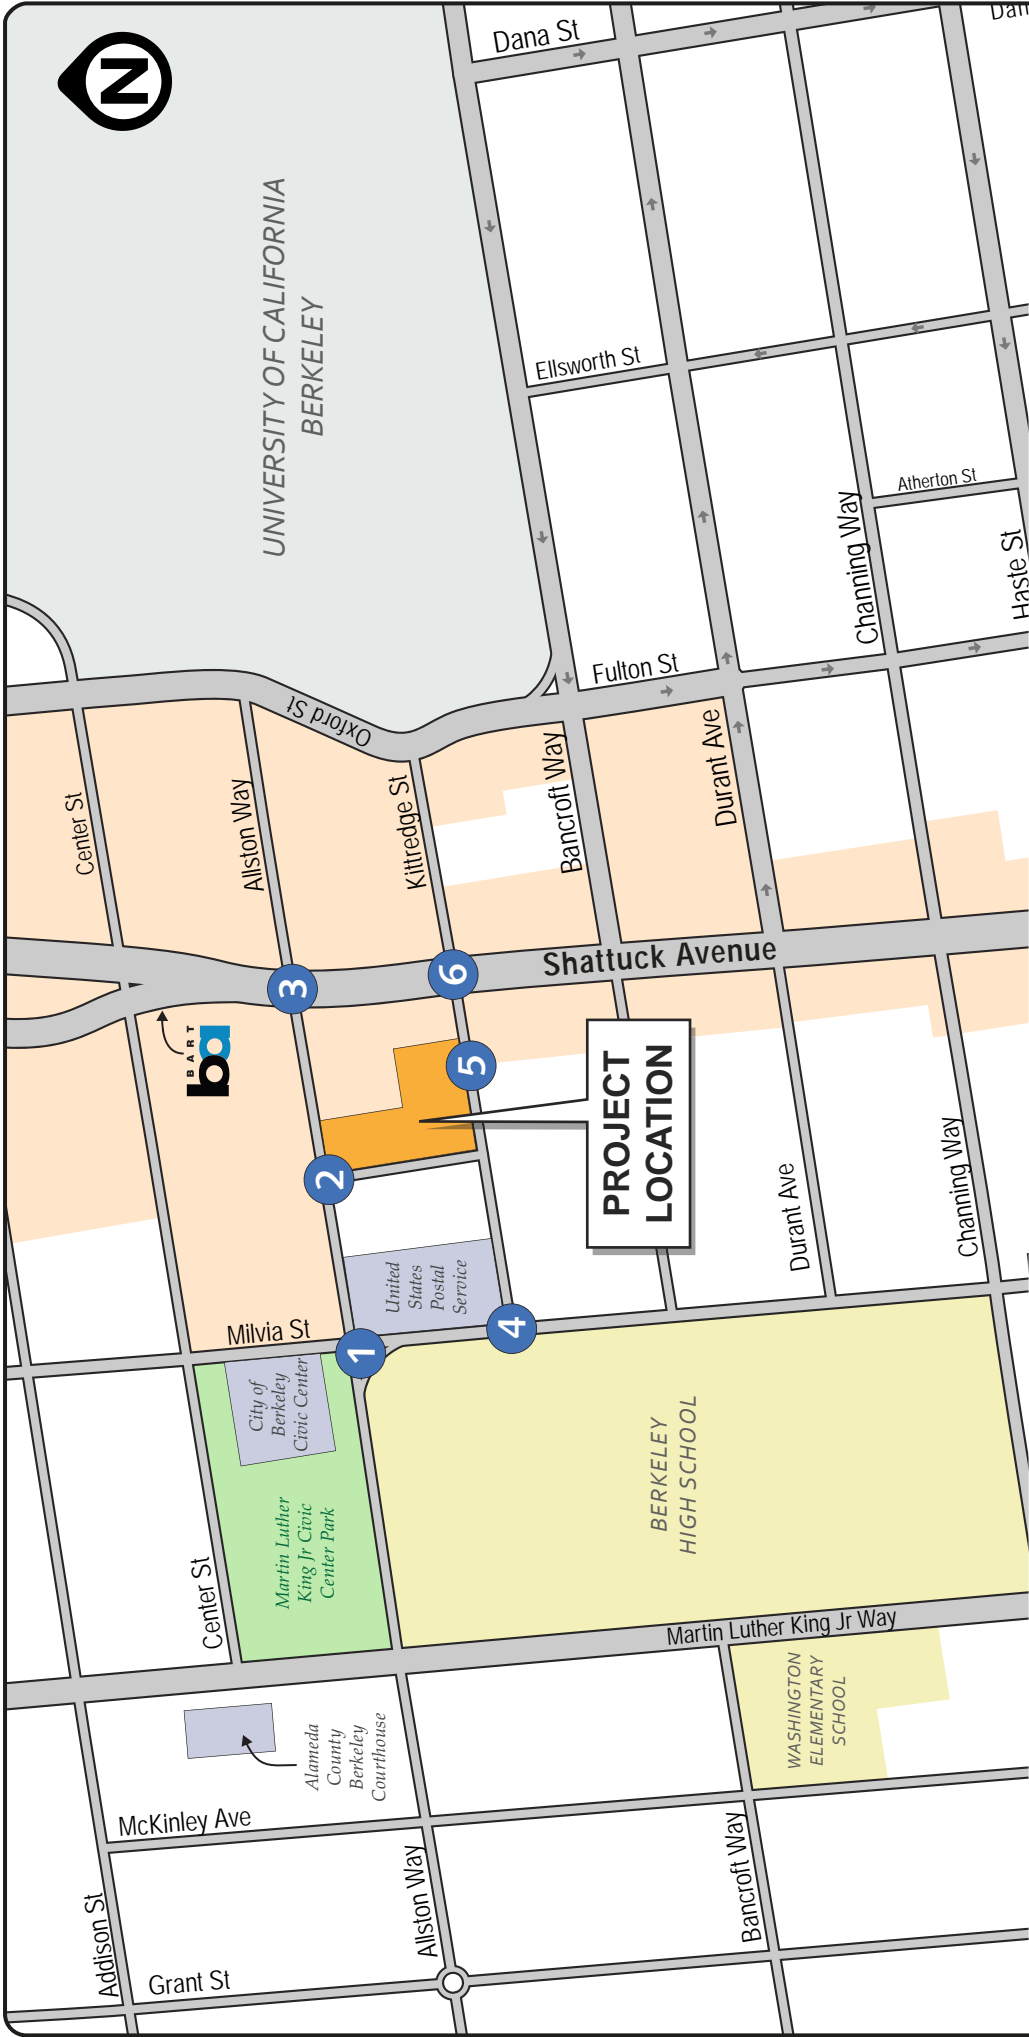 N
UNIVERSITY OF CALIFORNIA
BERKELEY
Dana St
Ellsworth St
Atherton St
Channing Way
Haste St
Fulton St
Oxford St
Center St
Allston Way
Kittredge St
Bancroft Way
Durant Ave
Shattuck Avenue
BART
ba
3
6
5
2
1
4
PROJECT
LOCATION
United
States
Postal
Service
Milvia St
City of
Berkeley
Civic Center
Martin Luther
King Jr Civic
Center Park
Durant Ave
Channing Way
BERKELEY
HIGH SCHOOL
Center St
Martin Luther King Jr Way
WASHINGTON
ELEMENTARY
SCHOOL
Alameda
County
Berkeley
Courthouse
McKinley Ave
Addison St
Grant St
Allston Way
Bancroft Way